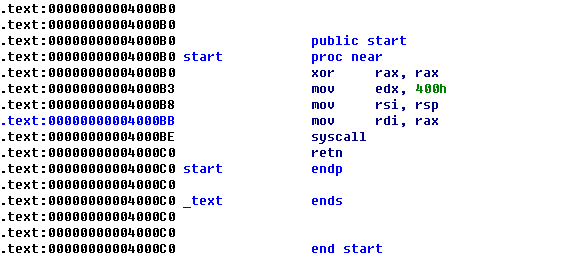 .text:00000000004000B0
.text:00000000004000B0
.text:00000000004000B0 public start
.text:00000000004000B0 start proc near
.text:00000000004000B0 xor rax, rax
.text:00000000004000B3 mov edx, 400h
.text:00000000004000B8 mov rsi, rsp
.text:00000000004000BB mov rdi, rax
.text:00000000004000BE syscall
.text:00000000004000C0 retn
.text:00000000004000C0 start endp
.text:00000000004000C0
.text:00000000004000C0 _text ends
.text:00000000004000C0
.text:00000000004000C0
.text:00000000004000C0 end start